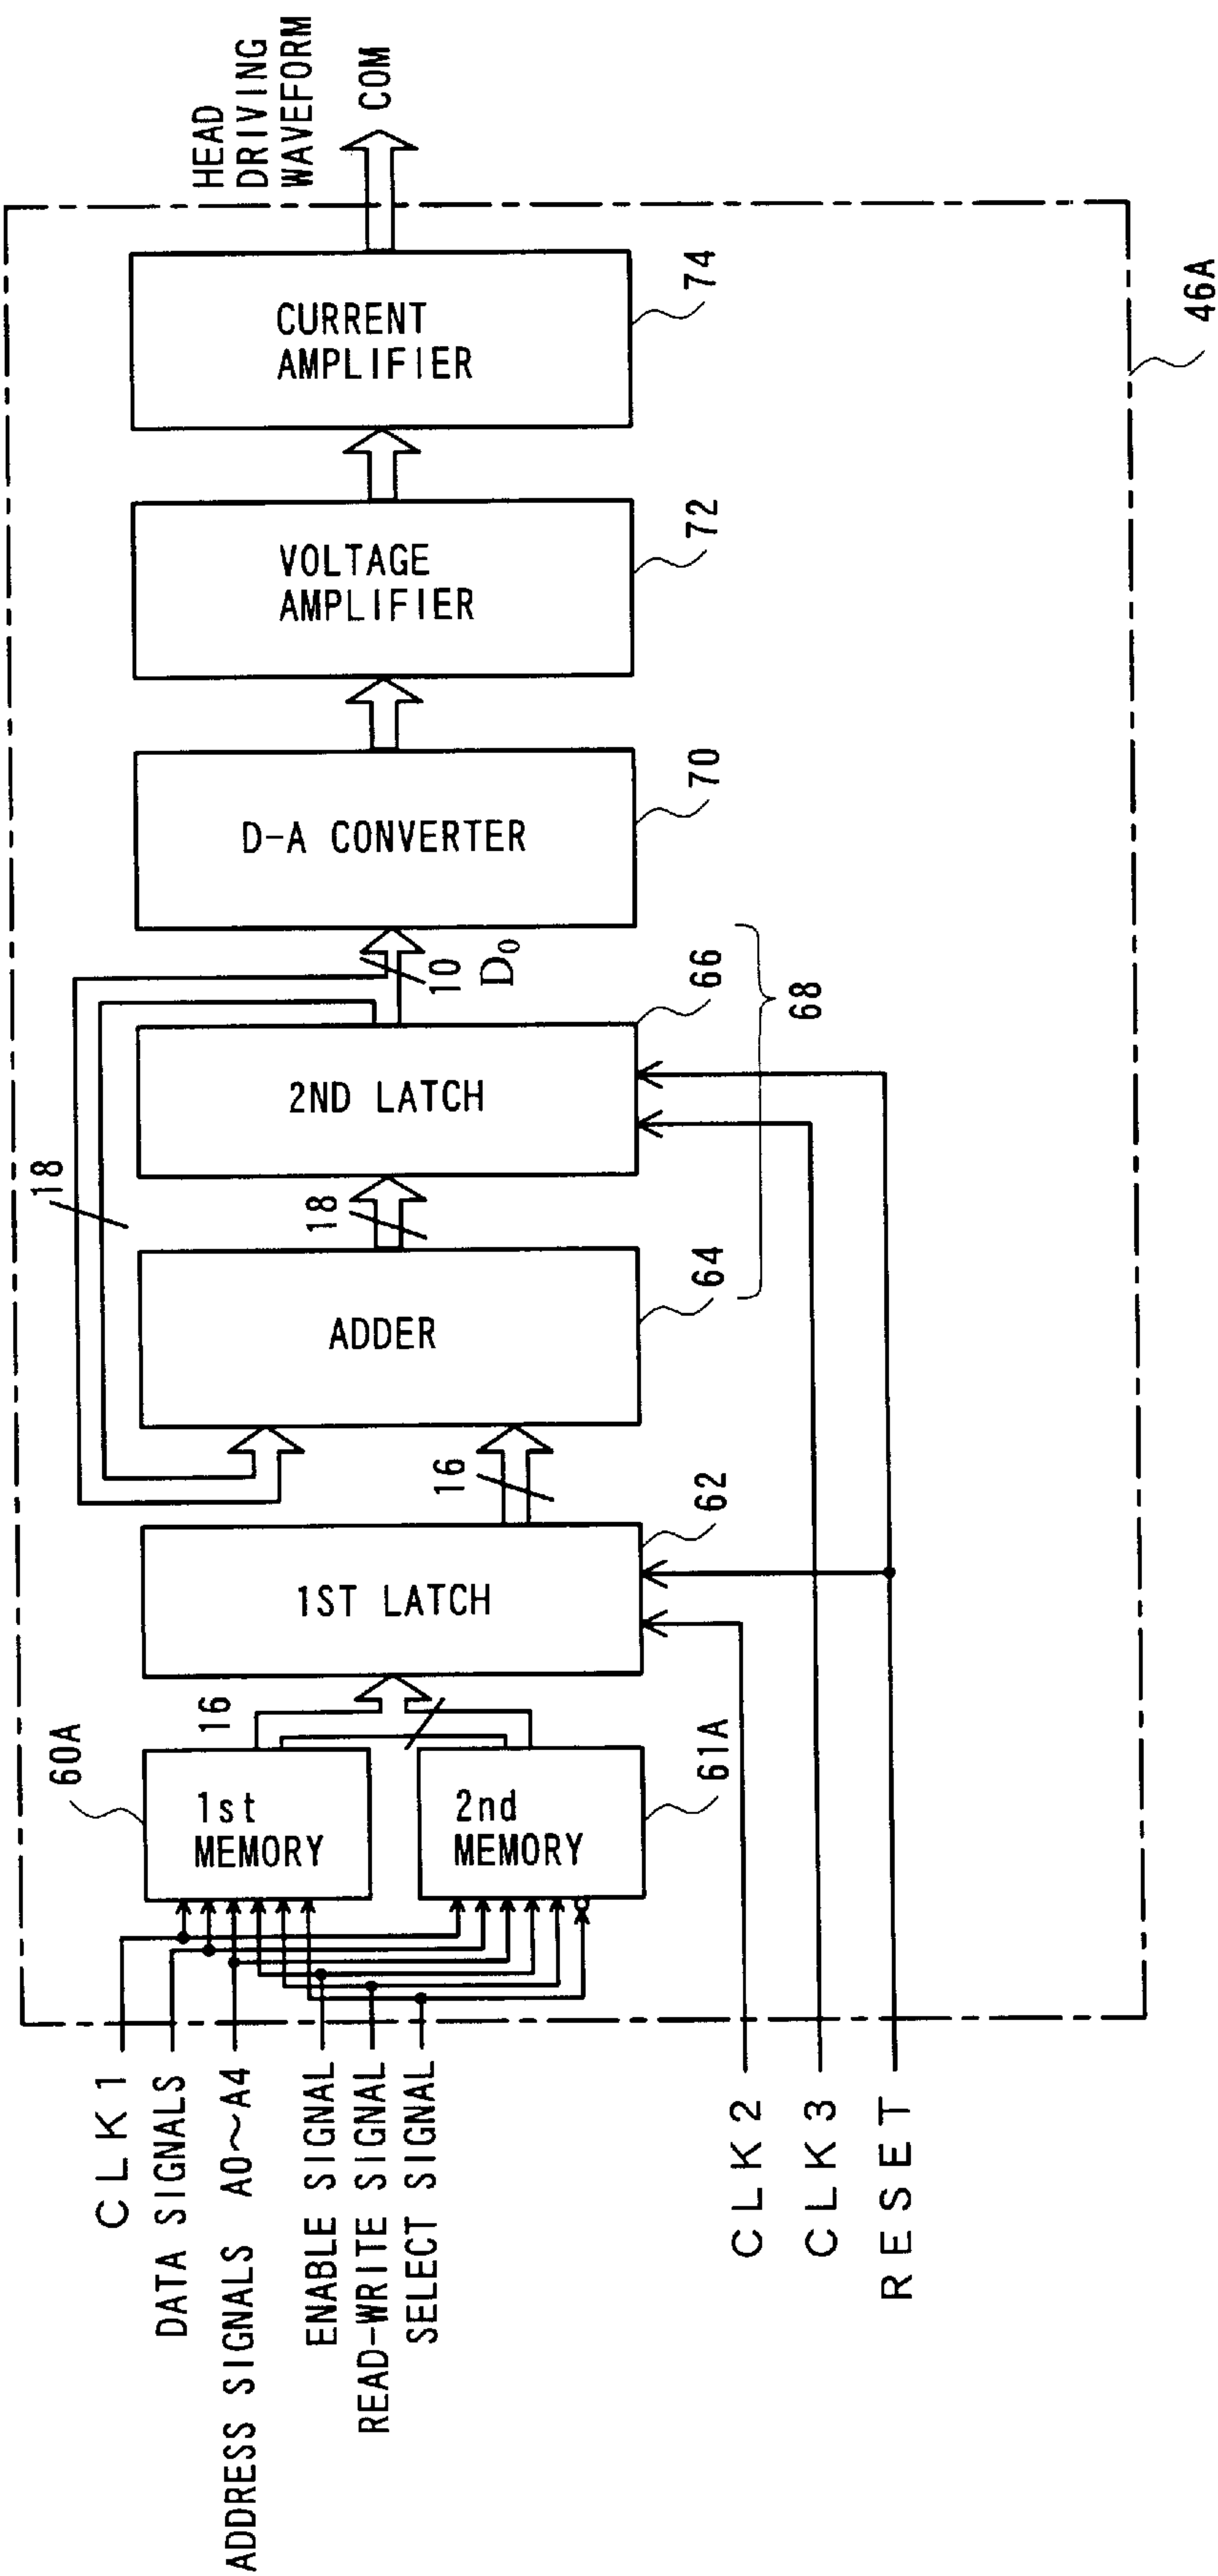 CLK1
DATA SIGNALS
ADDRESS SIGNALS A0~A4
ENABLE SIGNAL
READ-WRITE SIGNAL
SELECT SIGNAL
CLK2
CLK3
RESET
60A
1st
MEMORY
2nd
MEMORY
61A
16
1ST LATCH
62
16
ADDER
64
18
18
2ND LATCH
66
68
10
D0
D-A CONVERTER
70
VOLTAGE
AMPLIFIER
72
CURRENT
AMPLIFIER
74
HEAD
DRIVING
WAVEFORM
COM
46A